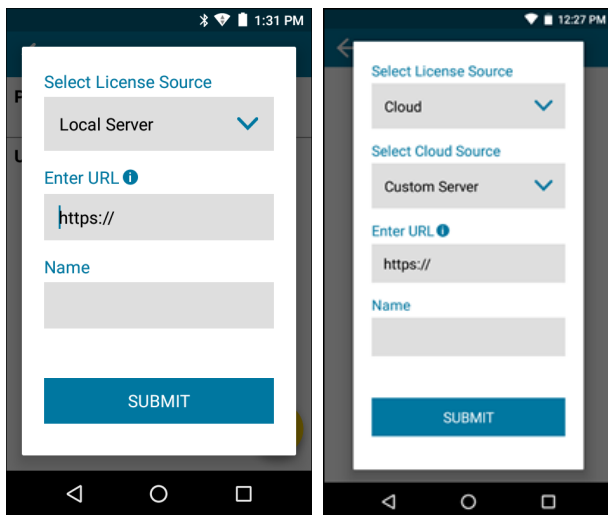 1:31 PM
P
U
Select License Source
Local Server
Enter URL
https://
Name
SUBMIT
12:27 PM
Select License Source
Cloud
Select Cloud Source
Custom Server
Enter URL
https://
Name
SUBMIT